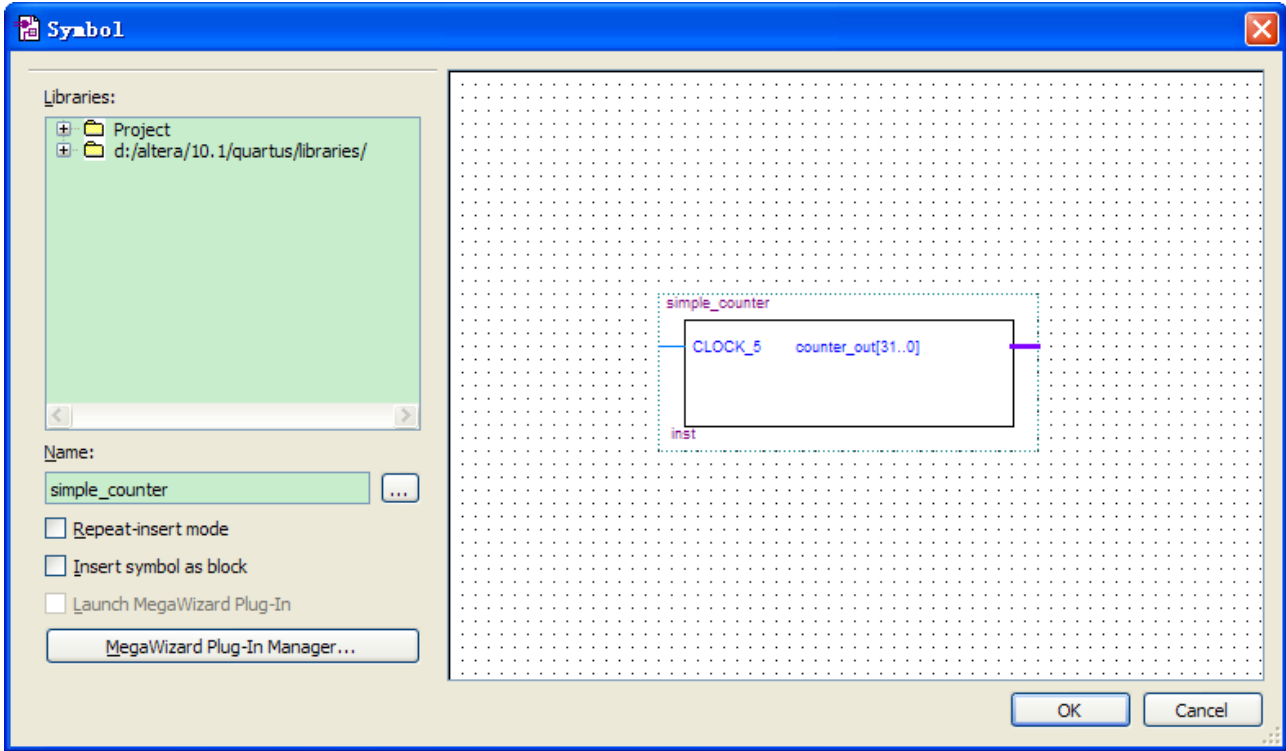 Symbol
Libraries:
Project
d:/altera/10.1/quartus/libraries/
Name:
simple_counter
...
Repeat-insert mode
Insert symbol as block
Launch MegaWizard Plug-In
MegaWizard Plug-In Manager...
simple_counter
CLOCK_5 counter_out[31..0]
inst
OK Cancel